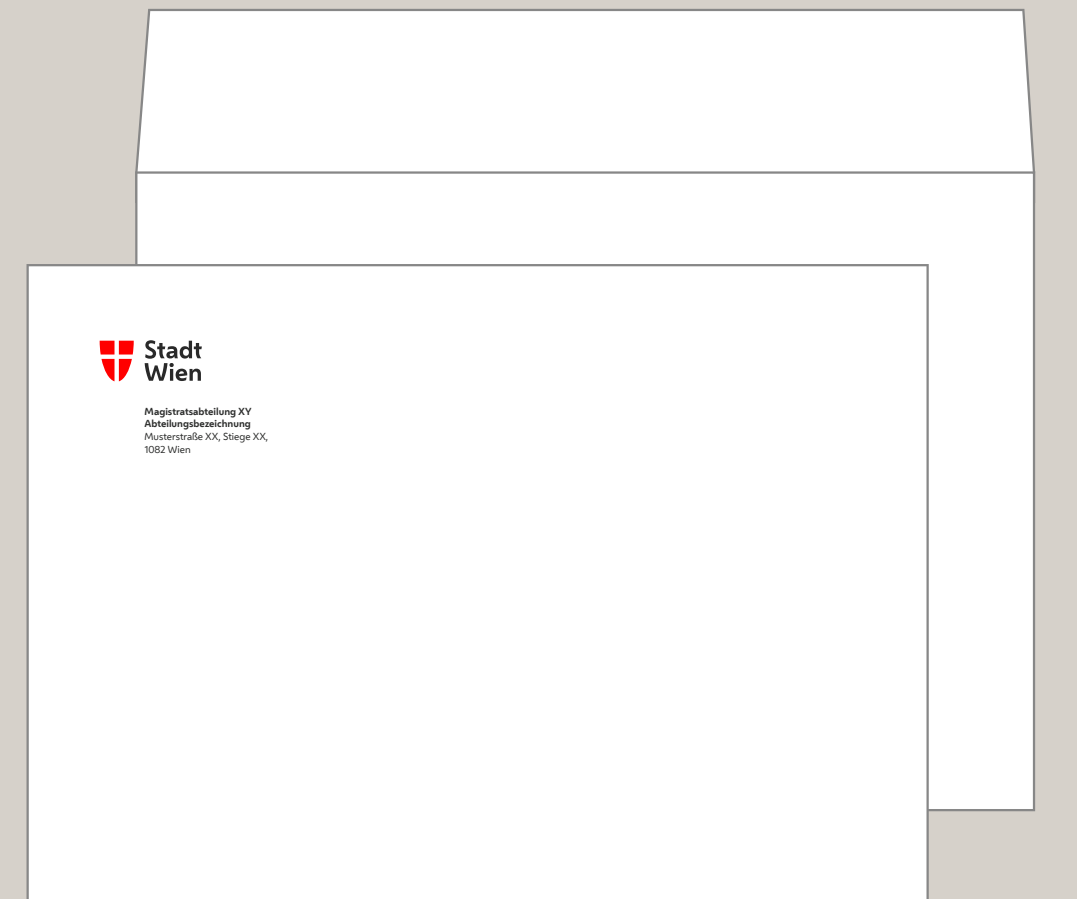 Stadt
Wien
Magistratsabteilung XY
Abteilungsbezeichnung
Musterstraße XX, Stiege XX,
1082 Wien